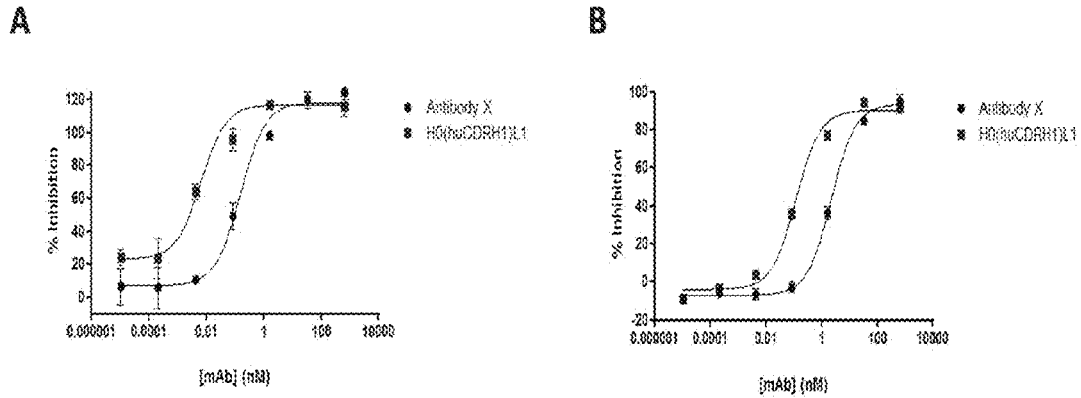 A
B
120
100
80
60
40
20
0
% Inhibition
0.000001 0.0001 0.01 1 100 10000
[mAb] (nM)
Antibody X
H0(huCDRH1)L1
100
80
60
40
20
0
-20
% Inhibition
0.000001 0.0001 0.01 1 100 10000
[mAb] (nM)
Antibody X
H0(huCDRH1)L1